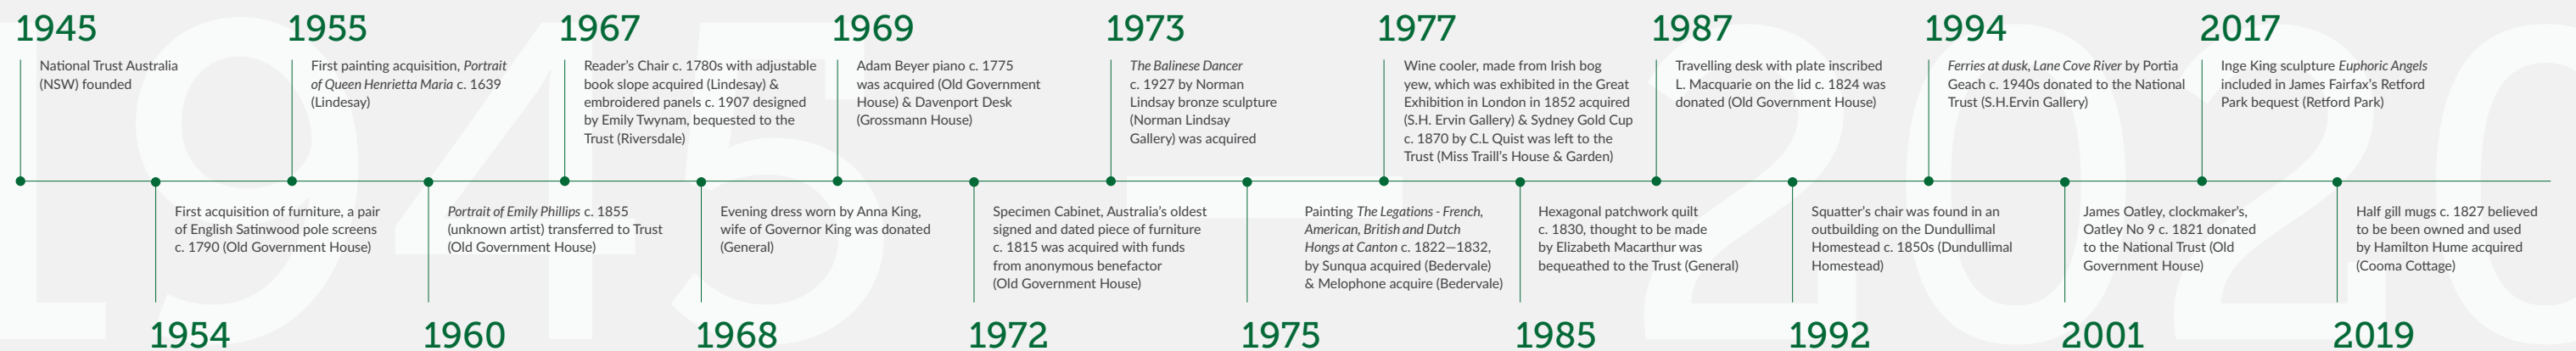 1945
National Trust Australia
(NSW) founded
1955
First painting acquisition, Portrait
of Queen Henrietta Maria c. 1639
(Lindesay)
1967
Reader's Chair c. 1780s with adjustable
book slope acquired (Lindesay) &
embroidered panels c. 1907 designed
by Emily Twynam, bequested to the
Trust (Riversdale)
1969
Adam Beyer piano c. 1775
was acquired (Old Government
House) & Davenport Desk
(Grossmann House)
1973
The Balinese Dancer
c. 1927 by Norman
Lindsay bronze sculpture
(Norman Lindsay
Gallery) was acquired
1977
Wine cooler, made from Irish bog
yew, which was exhibited in the Great
Exhibition in London in 1852 acquired
(S.H. Ervin Gallery) & Sydney Gold Cup
c. 1870 by C.L Quist was left to the
Trust (Miss Traill's House & Garden)
1987
Travelling desk with plate inscribed
L. Macquarie on the lid c. 1824 was
donated (Old Government House)
1994
Ferries at dusk, Lane Cove River by Portia
Geach c. 1940s donated to the National
Trust (S.H.Ervin Gallery)
2017
Inge King sculpture Euphoric Angels
included in James Fairfax's Retford
Park bequest (Retford Park)
First acquisition of furniture, a pair
of English Satinwood pole screens
c. 1790 (Old Government House)
1954
Portrait of Emily Phillips c. 1855
(unknown artist) transferred to Trust
(Old Government House)
1960
Evening dress worn by Anna King,
wife of Governor King was donated
(General)
1968
Specimen Cabinet, Australia's oldest
signed and dated piece of furniture
c. 1815 was acquired with funds
from anonymous benefactor
(Old Government House)
1972
Painting The Legations - French,
American, British and Dutch
Hongs at Canton c. 1822—1832,
by Sunqua acquired (Bedervale)
& Melophone acquire (Bedervale)
1975
Hexagonal patchwork quilt
c. 1830, thought to be made
by Elizabeth Macarthur was
bequeathed to the Trust (General)
1985
Squatter's chair was found in an
outbuilding on the Dundullimal
Homestead c. 1850s (Dundullimal
Homestead)
1992
James Oatley, clockmaker's,
Oatley No 9 c. 1821 donated
to the National Trust (Old
Government House)
2001
Half gill mugs c. 1827 believed
to be been owned and used
by Hamilton Hume acquired
(Cooma Cottage)
2019
1945—2020